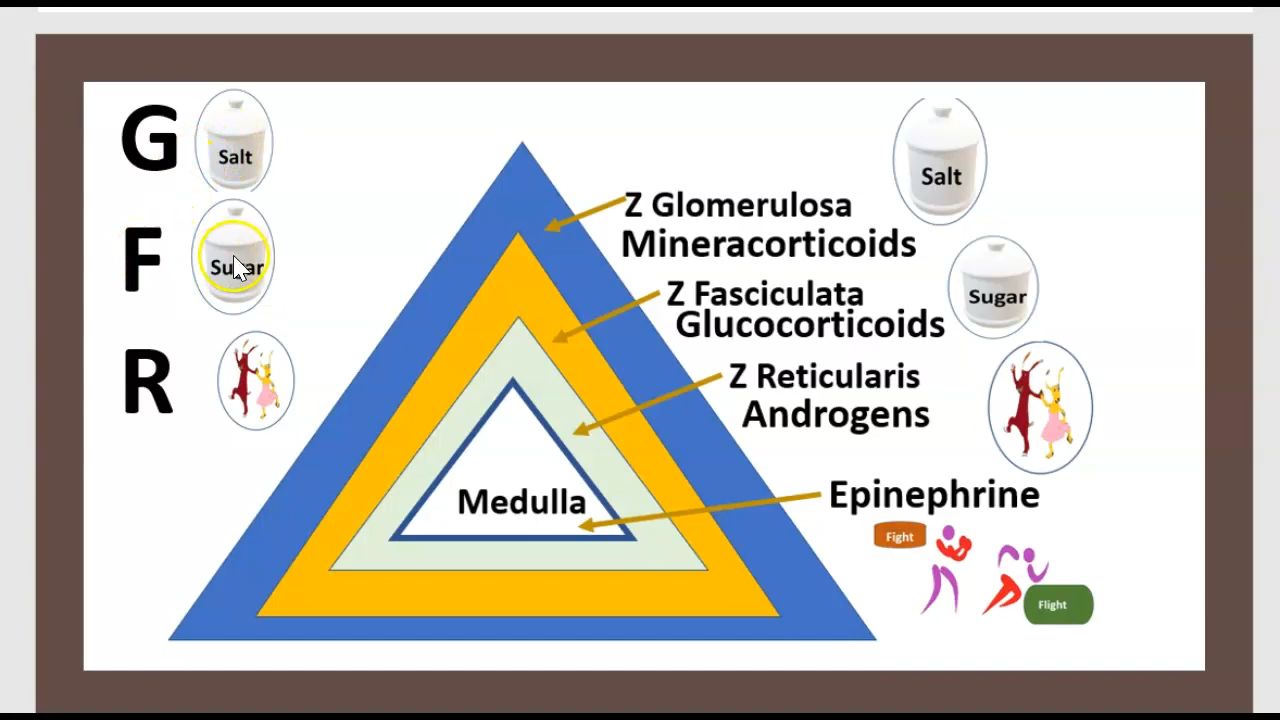 G
Salt
F
Sugar
R
Z Glomerulosa
Mineracorticoids
Salt
Z Fasciculata
Glucocorticoids
Sugar
Z Reticularis
Androgens
Medulla
Epinephrine
Fight
Flight